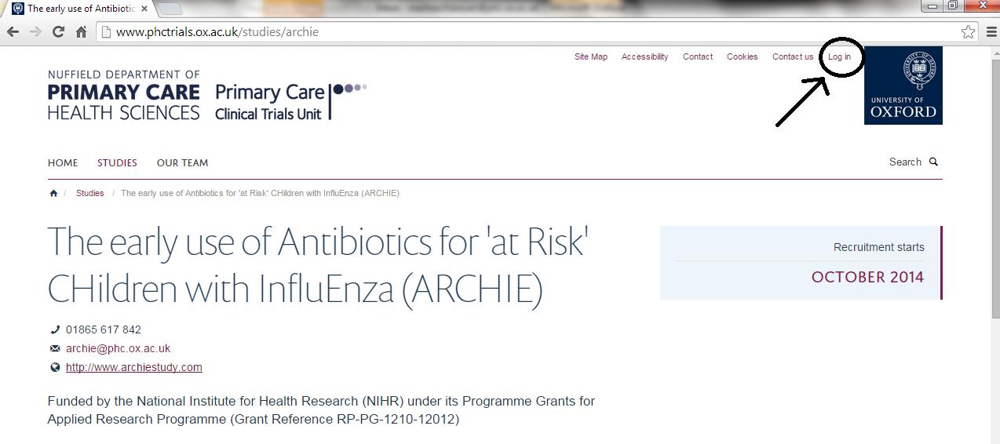 The early use of Antibiotic
www.phctrials.ox.ac.uk/studies/archie
Site Map Accessibility Contact Cookies Contact us Log in
NUFFIELD DEPARTMENT OF
PRIMARY CARE
HEALTH SCIENCES
Primary Care
Clinical Trials Unit
UNIVERSITY OF
OXFORD
HOME STUDIES OUR TEAM
Search
/ Studies / The early use of Antibiotics for 'at Risk' CHildren with InfluEnza (ARCHIE)
The early use of Antibiotics for 'at Risk'
CHildren with InfluEnza (ARCHIE)
Recruitment starts
OCTOBER 2014
01865 617 842
archie@phc.ox.ac.uk
http://www.archiestudy.com
Funded by the National Institute for Health Research (NIHR) under its Programme Grants for
Applied Research Programme (Grant Reference RP-PG-1210-12012)